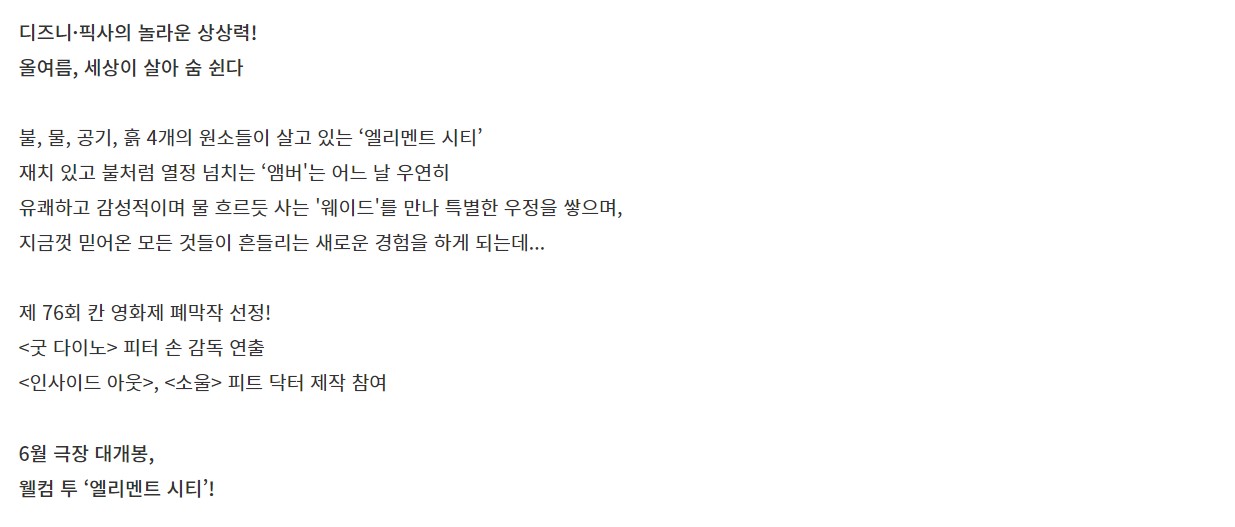 디즈니·픽사의 놀라운 상상력!
올여름, 세상이 살아 숨 쉰다
불, 물, 공기, 흙 4개의 원소들이 살고 있는 ‘엘리멘트 시티’
재치 있고 불처럼 열정 넘치는 ‘앰버'는 어느 날 우연히
유쾌하고 감성적이며 물 흐르듯 사는 '웨이드'를 만나 특별한 우정을 쌓으며,
지금껏 믿어온 모든 것들이 흔들리는 새로운 경험을 하게 되는데...
제 76회 칸 영화제 폐막작 선정!
<굿 다이노> 피터 손 감독 연출
<인사이드 아웃>, <소울> 피트 닥터 제작 참여
6월 극장 대개봉,
웰컴 투 ‘엘리멘트 시티’!